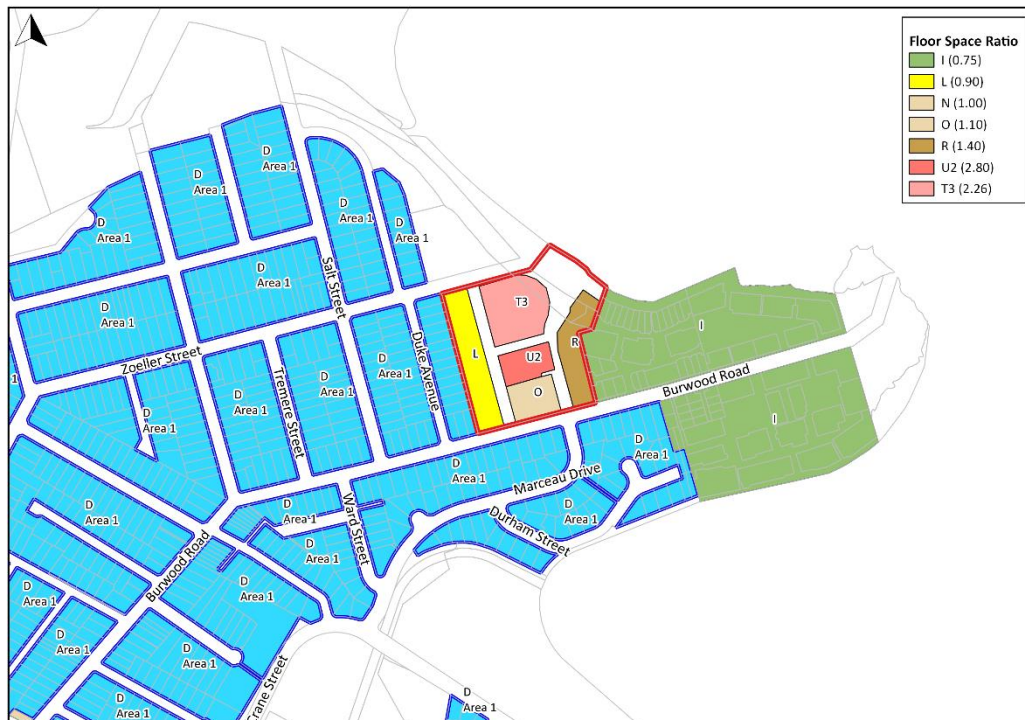 Floor Space Ratio
I (0.75)
L (0.90)
N (1.00)
O (1.10)
R (1.40)
U2 (2.80)
T3 (2.26)
D
Area 1
D
Area 1
D
Area 1
D
Area 1
D
Area 1
D
Area 1
D
Area 1
D
Area 1
Salt Street
Zoeller Street
Duke Avenue
Tremere Street
T3
U2
L
O
R
I
I
Burwood Road
D
Area 1
D
Area 1
D
Area 1
D
Area 1
D
Area 1
D
Area 1
D
Area 1
Marceau Drive
Durham Street
D
Area 1
Ward Street
D
Area 1
D
Area 1
D
Area 1
Burwood Road
D
Area 1
D
Area 1
D
Area 1
D
Area 1
D
Area 1
Crane Street
D
Area 1